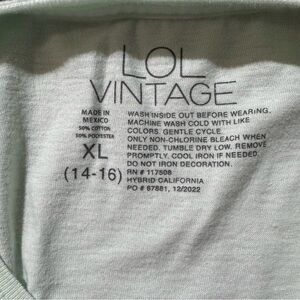 LOL
VINTAGE
MADE IN
MEXICO
50% COTTON
50% POLYESTER
XL
(14-16)
WASH INSIDE OUT BEFORE WEARING.
MACHINE WASH COLD WITH LIKE
COLORS. GENTLE CYCLE.
ONLY NON-CHLORINE BLEACH WHEN
NEEDED. TUMBLE DRY LOW. REMOVE
PROMPTLY. COOL IRON IF NEEDED.
DO NOT IRON DECORATION.
RN # 117508
HYBRID CALIFORNIA
PO # 67881, 12/2022